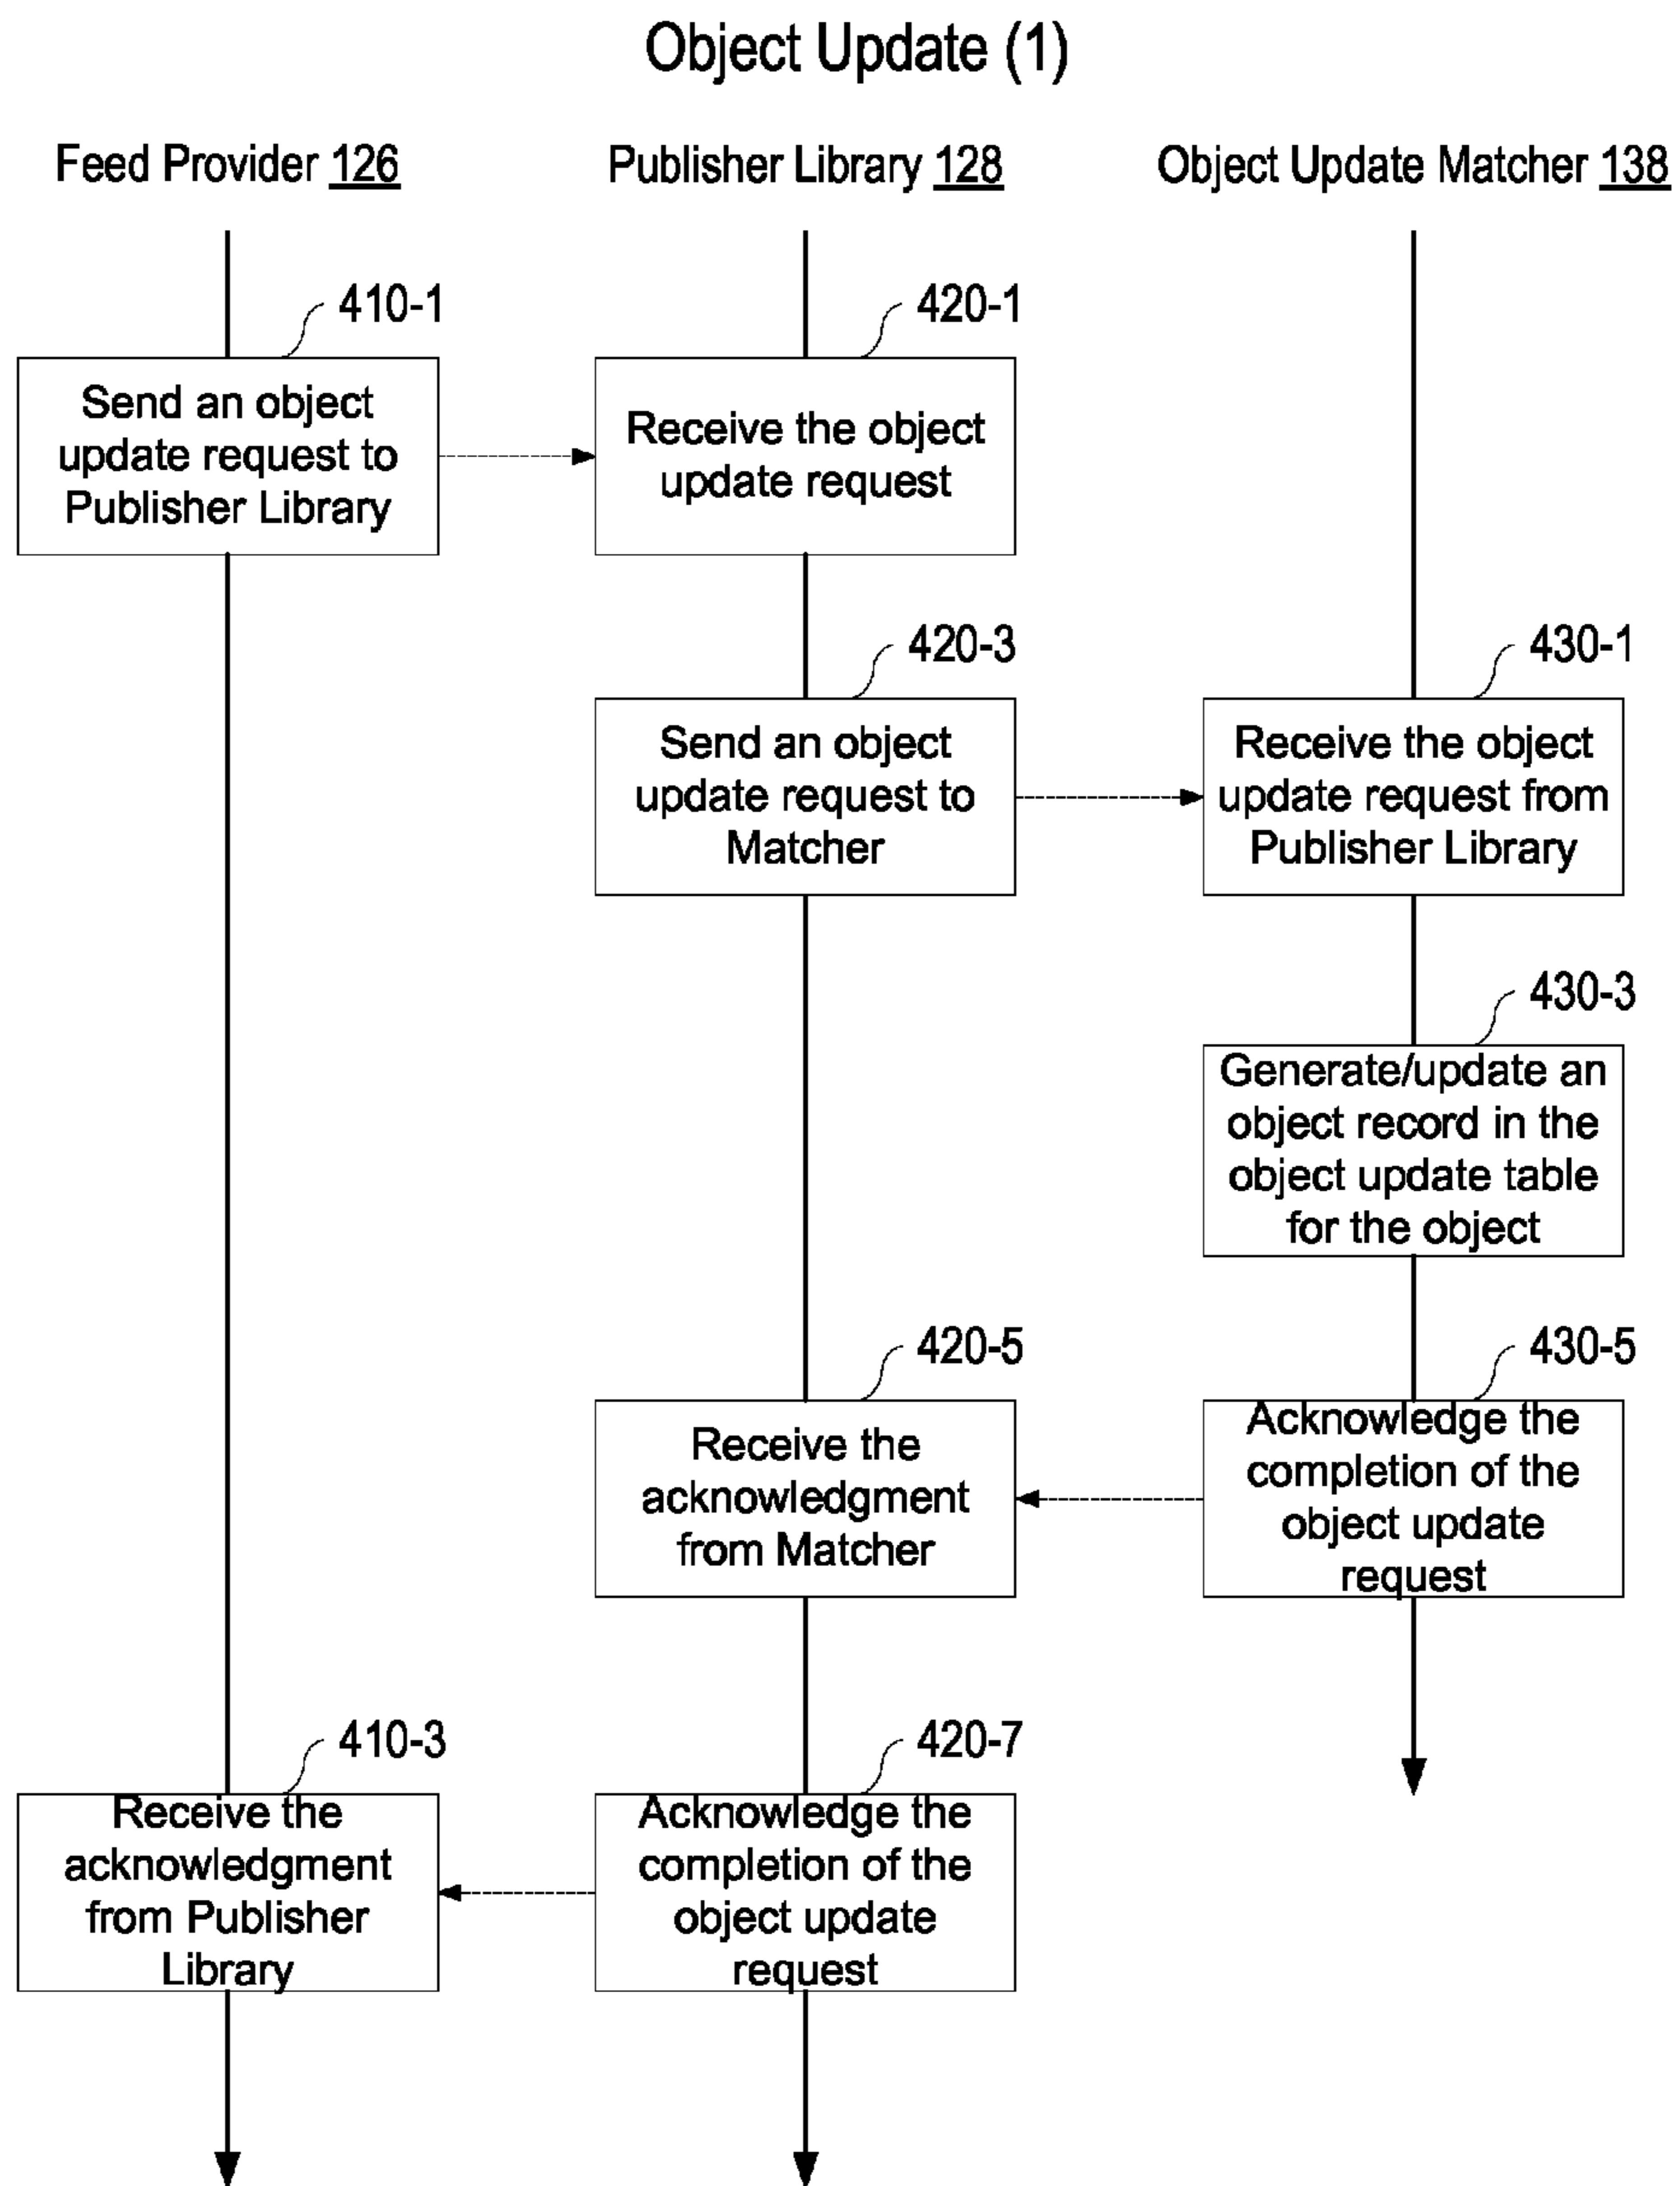 Object Update (1)
Feed Provider 126
Publisher Library 128
Object Update Matcher 138
410-1
420-1
Send an object
update request to
Publisher Library
Receive the object
update request
420-3
430-1
Send an object
update request to
Matcher
Receive the object
update request from
Publisher Library
430-3
Generate/update an
object record in the
object update table
for the object
420-5
430-5
Receive the
acknowledgment
from Matcher
Acknowledge the
completion of the
object update
request
410-3
420-7
Receive the
acknowledgment
from Publisher
Library
Acknowledge the
completion of the
object update
request